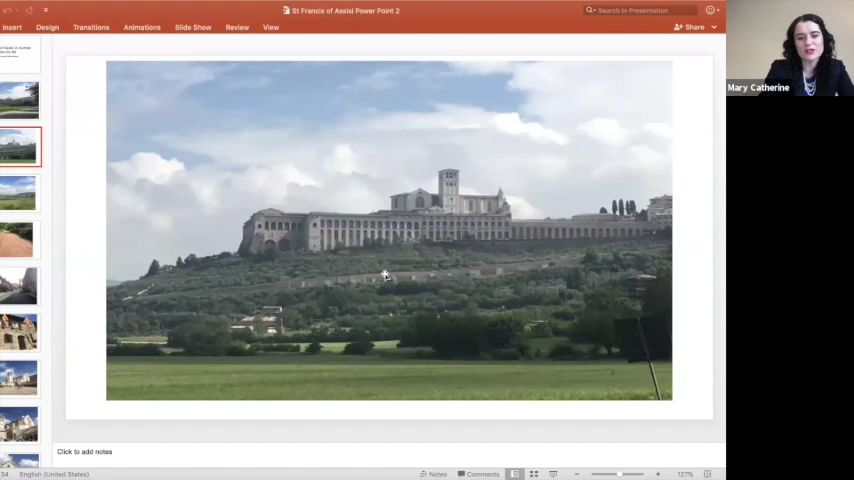 St Francis of Assisi Power Point 2
Search in Presentation
Insert Design Transitions Animations Slide Show Review View
Share
Mary Catherine
Click to add notes
English (United States)
Notes Comments
127%